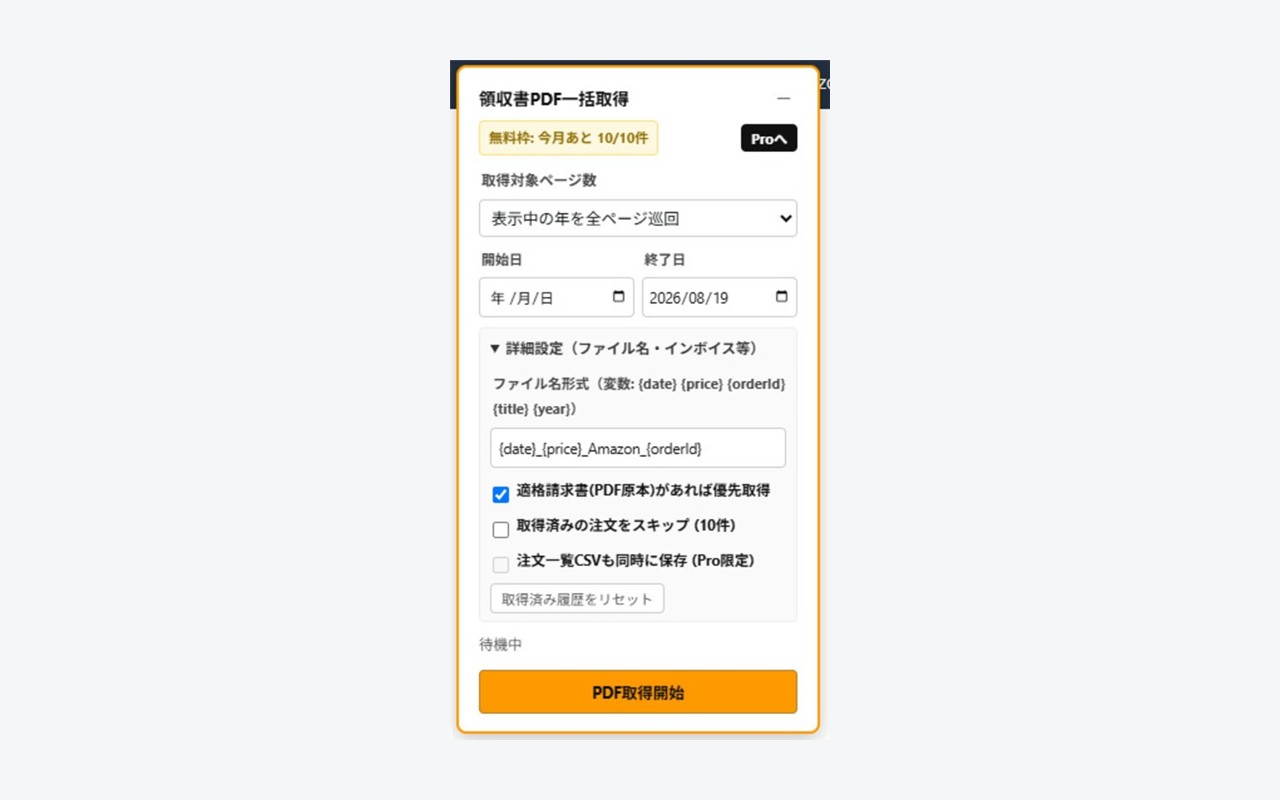 領収書PDF一括取得
無料枠: 今月あと 10/10件
Proへ
取得対象ページ数
表示中の年を全ページ巡回
開始日
終了日
年 /月/日
2026/08/19
▼ 詳細設定（ファイル名・インボイス等）
ファイル名形式（変数: {date} {price} {orderId}
{title} {year}）
{date}_{price}_Amazon_{orderId}
適格請求書(PDF原本)があれば優先取得
取得済みの注文をスキップ (10件)
注文一覧CSVも同時に保存 (Pro限定)
取得済み履歴をリセット
待機中
PDF取得開始